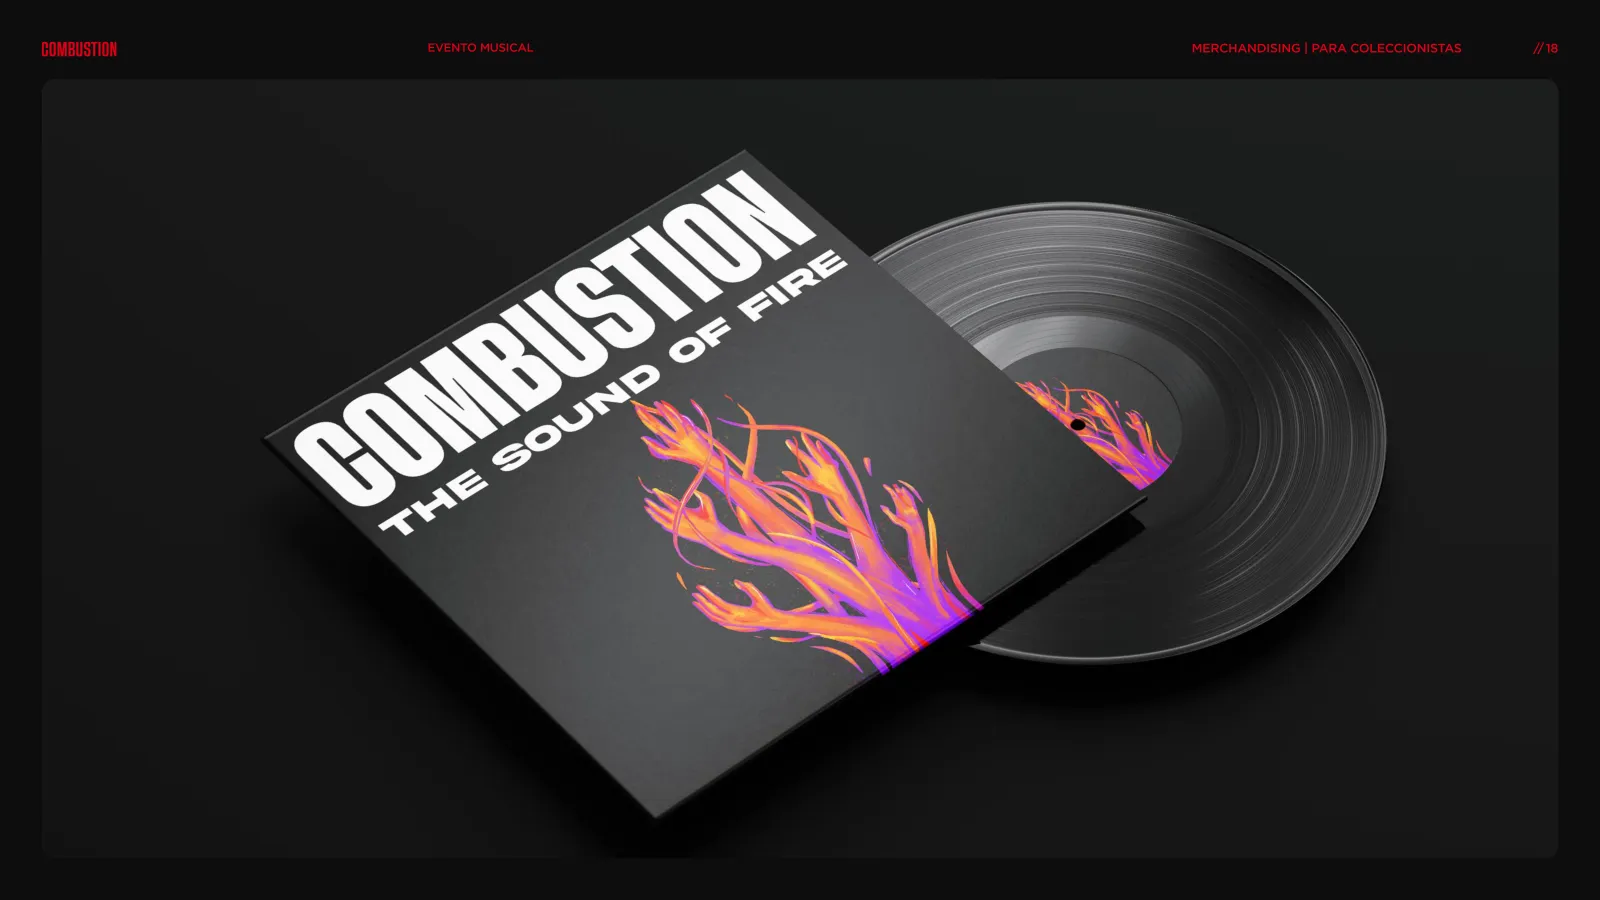 COMBUSTION
EVENTO MUSICAL
MERCHANDISING | PARA COLECCIONISTAS
//18
COMBUSTION
THE SOUND OF FIRE